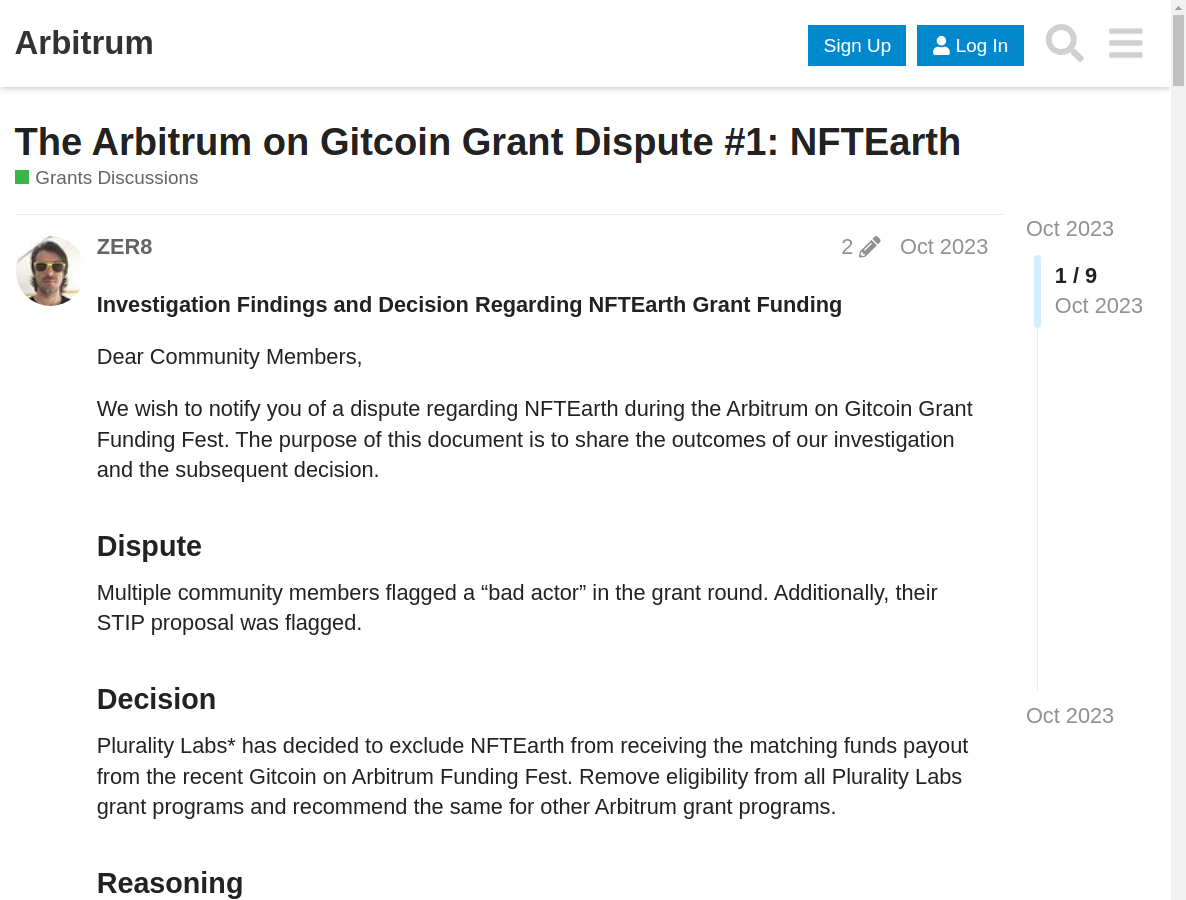 Arbitrum
Sign Up
Log In
The Arbitrum on Gitcoin Grant Dispute #1: NFTEarth
Grants Discussions
Oct 2023
ZER8
2
Oct 2023
1 / 9
Oct 2023
Investigation Findings and Decision Regarding NFTEarth Grant Funding
Dear Community Members,
We wish to notify you of a dispute regarding NFTEarth during the Arbitrum on Gitcoin Grant
Funding Fest. The purpose of this document is to share the outcomes of our investigation
and the subsequent decision.
Dispute
Multiple community members flagged a “bad actor” in the grant round. Additionally, their
STIP proposal was flagged.
Decision
Oct 2023
Plurality Labs* has decided to exclude NFTEarth from receiving the matching funds payout
from the recent Gitcoin on Arbitrum Funding Fest. Remove eligibility from all Plurality Labs
grant programs and recommend the same for other Arbitrum grant programs.
Reasoning